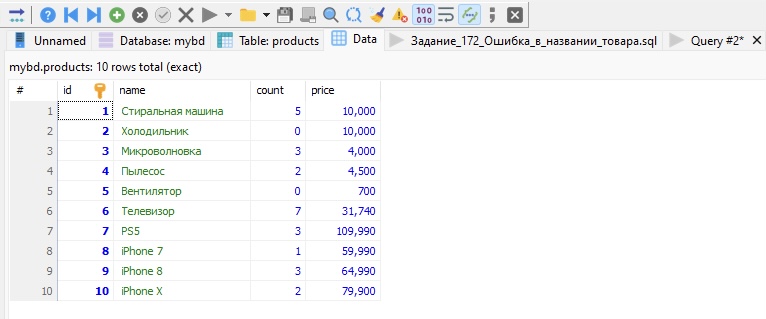 100 010
Unnamed Database: mybd Table: products Data Задание_172_Ошибка_в_названии_товара.sql Query #2*
mybd.products: 10 rows total (exact)
# id name count price
1 1 Стиральная машина 5 10,000
2 2 Холодильник 0 10,000
3 3 Микроволновка 3 4,000
4 4 Пылесос 2 4,500
5 5 Вентилятор 0 700
6 6 Телевизор 7 31,740
7 7 PS5 3 109,990
8 8 iPhone 7 1 59,990
9 9 iPhone 8 3 64,990
10 10 iPhone X 2 79,900